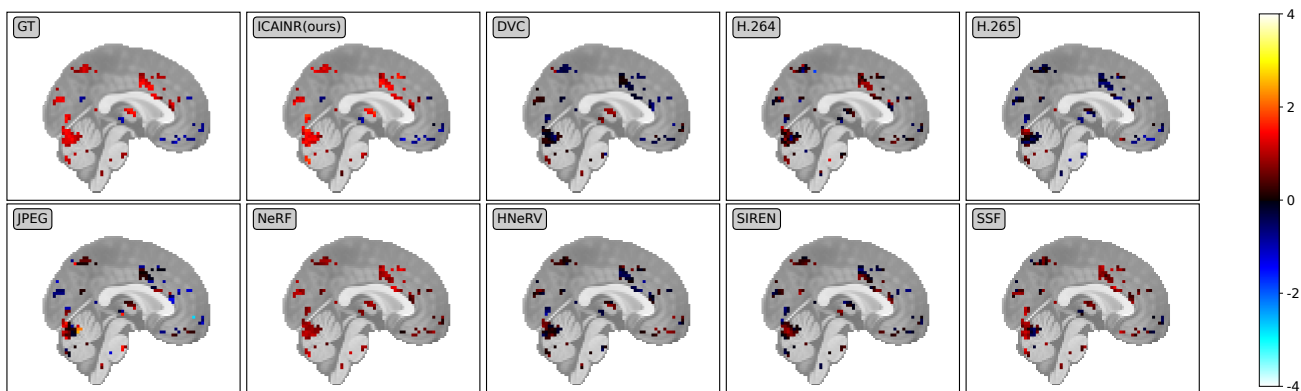 GT
ICAINR(ours)
DVC
H.264
H.265
JPEG
NeRF
HNeRV
SIREN
SSF
4
2
0
-2
-4